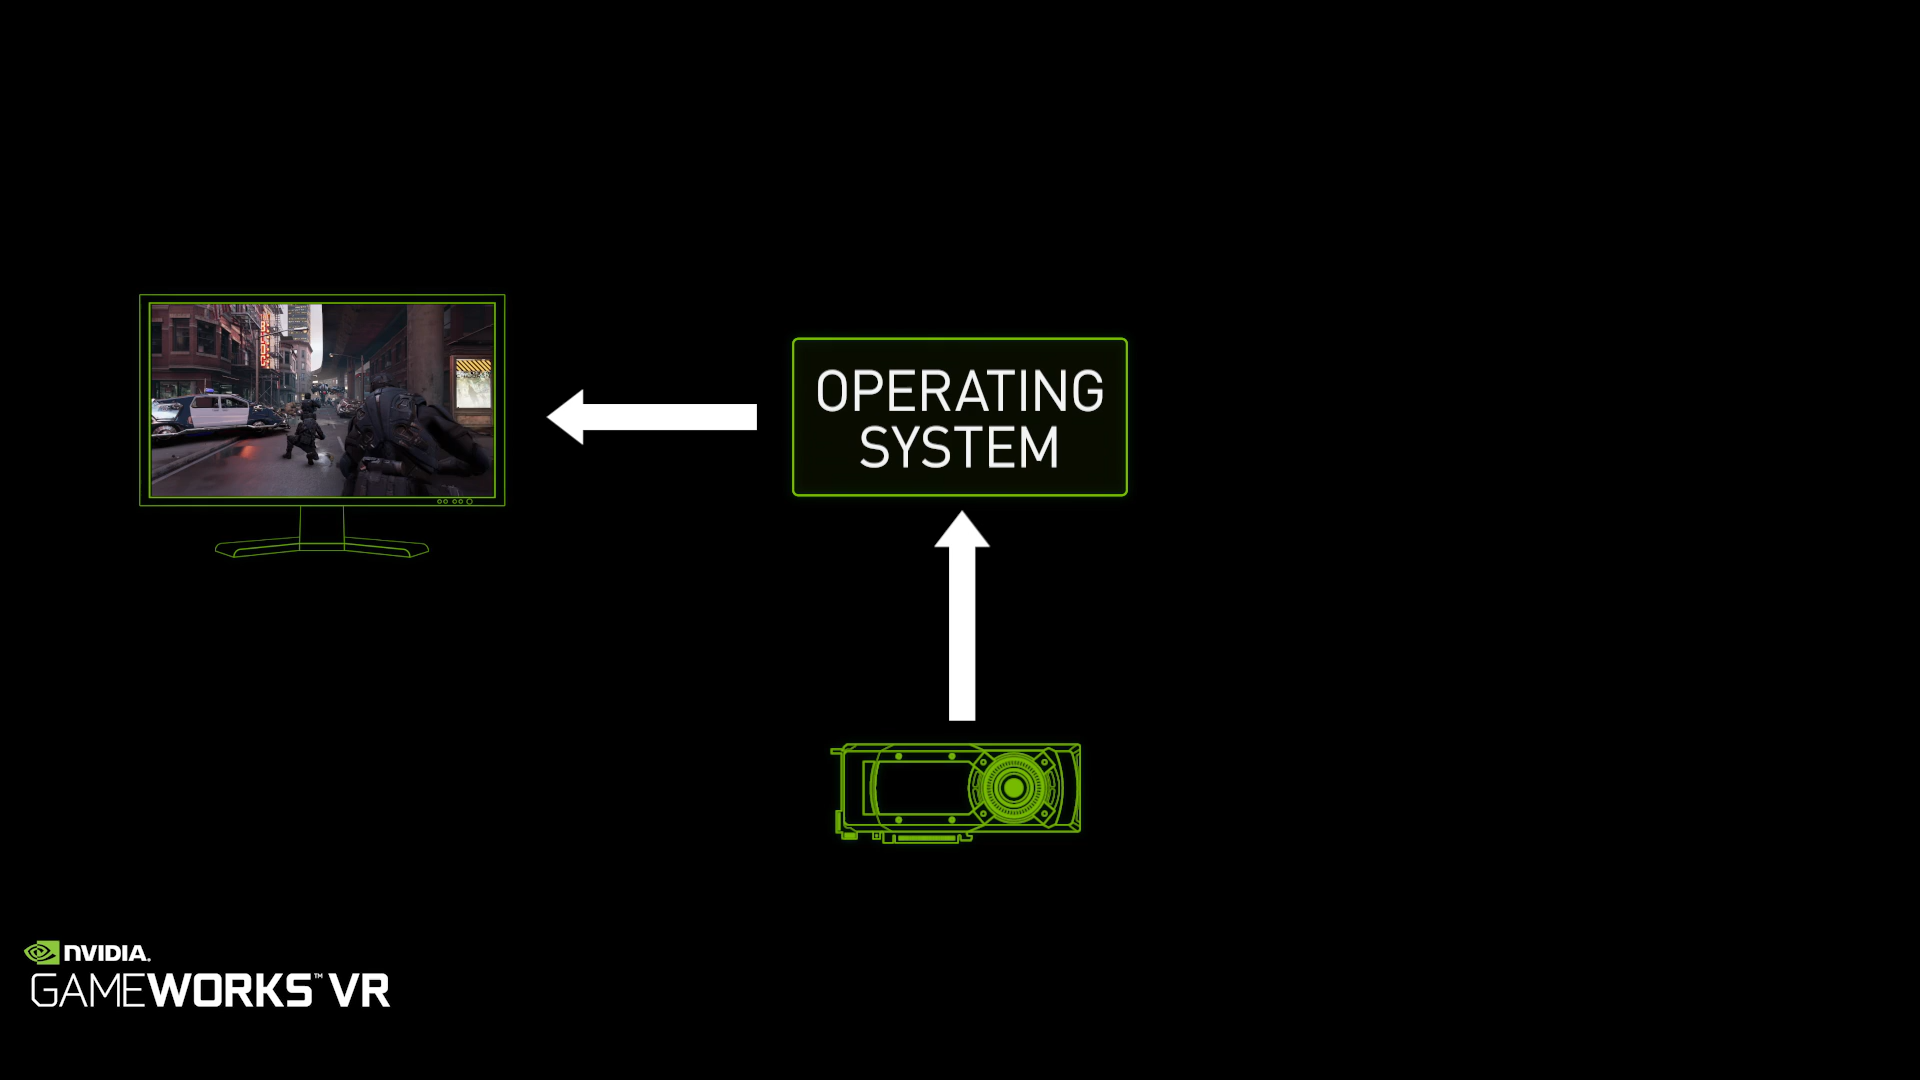 OPERATING
SYSTEM
NVIDIA.
GAMEWORKS™ VR